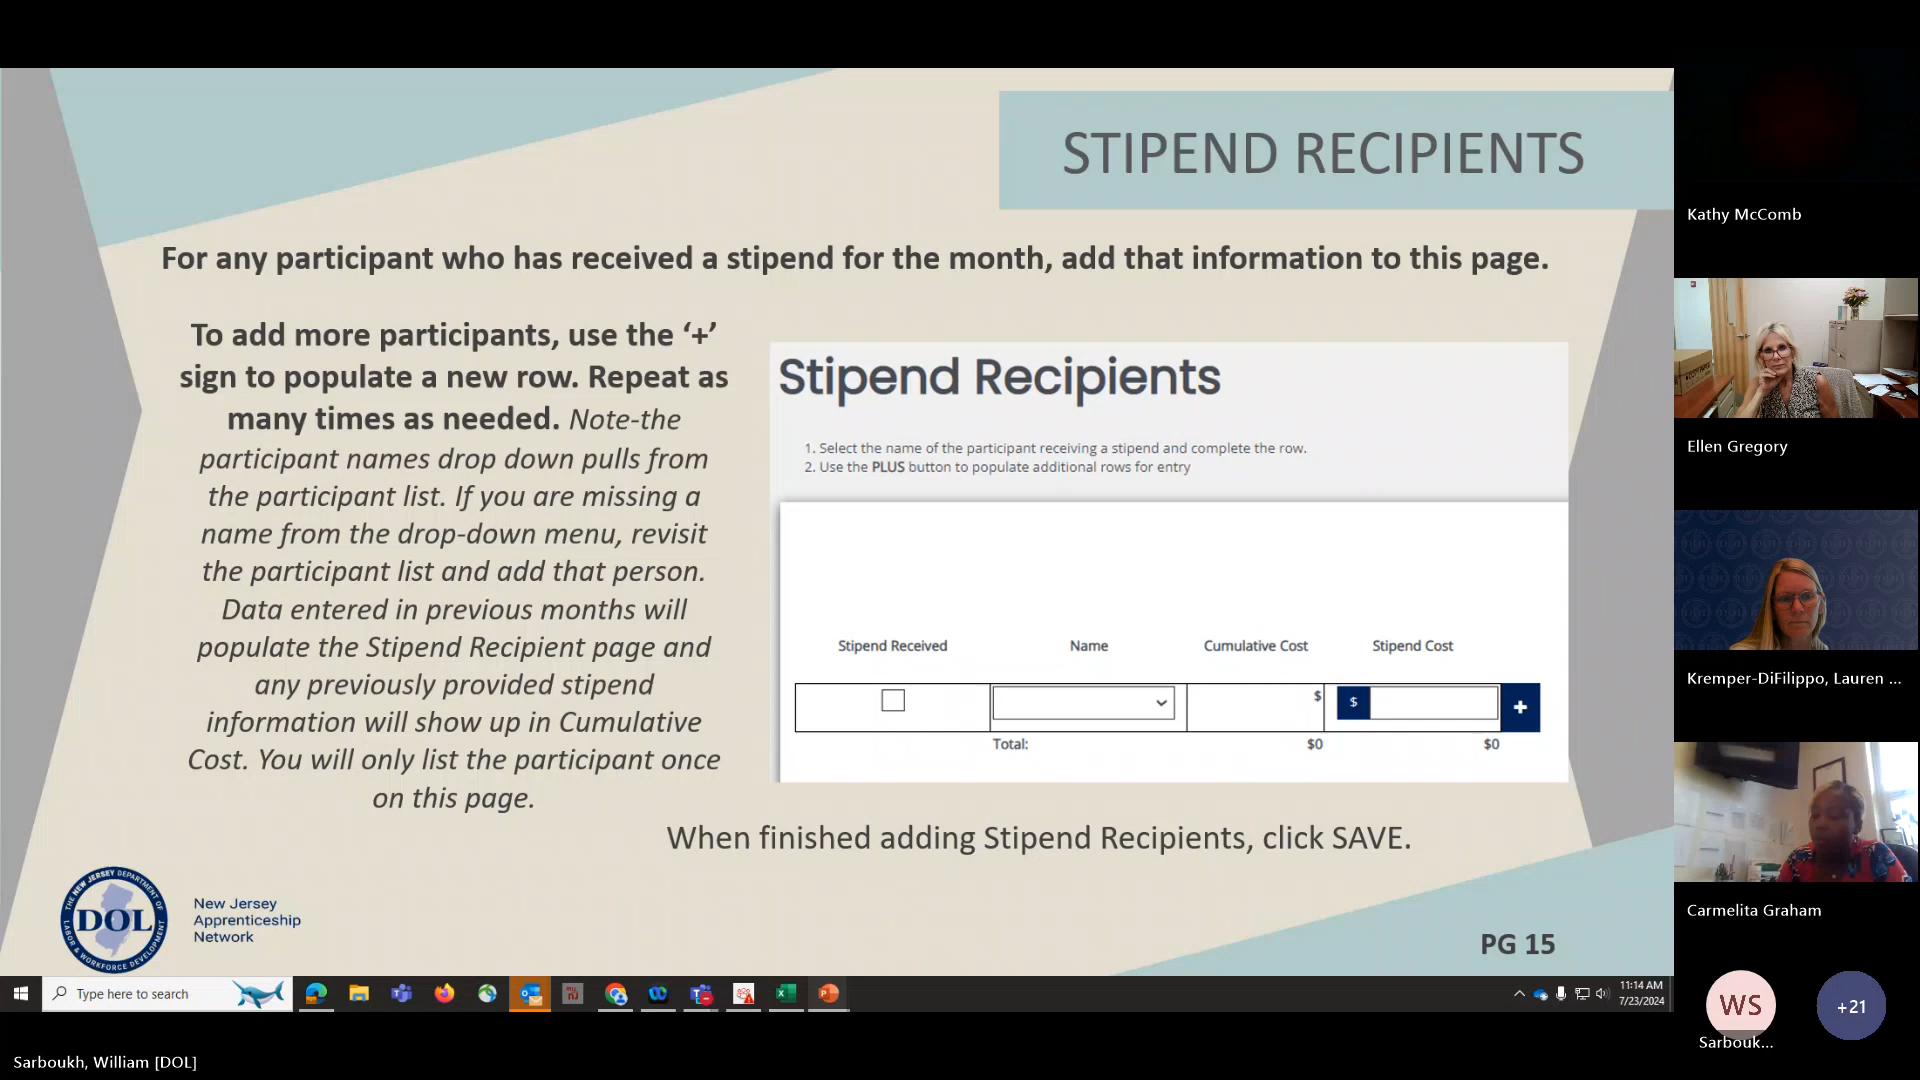 STIPEND RECIPIENTS
For any participant who has received a stipend for the month, add that information to this page.
To add more participants, use the ‘+’
sign to populate a new row. Repeat as
many times as needed. Note-the
participant names drop down pulls from
the participant list. If you are missing a
name from the drop-down menu, revisit
the participant list and add that person.
Data entered in previous months will
populate the Stipend Recipient page and
any previously provided stipend
information will show up in Cumulative
Cost. You will only list the participant once
on this page.
Stipend Recipients
1. Select the name of the participant receiving a stipend and complete the row.
2. Use the PLUS button to populate additional rows for entry
Stipend Received Name Cumulative Cost Stipend Cost
$ $ +
Total: $0 $0
When finished adding Stipend Recipients, click SAVE.
THE NEW JERSEY DEPARTMENT OF
DOL
LABOR & WORKFORCE DEVELOPMENT
New Jersey
Apprenticeship
Network
PG 15
Type here to search
11:14 AM
7/23/2024
Kathy McComb
Ellen Gregory
Kremper-DiFilippo, Lauren ...
Carmelita Graham
WS
+21
Sarbouk...
Sarboukh, William [DOL]